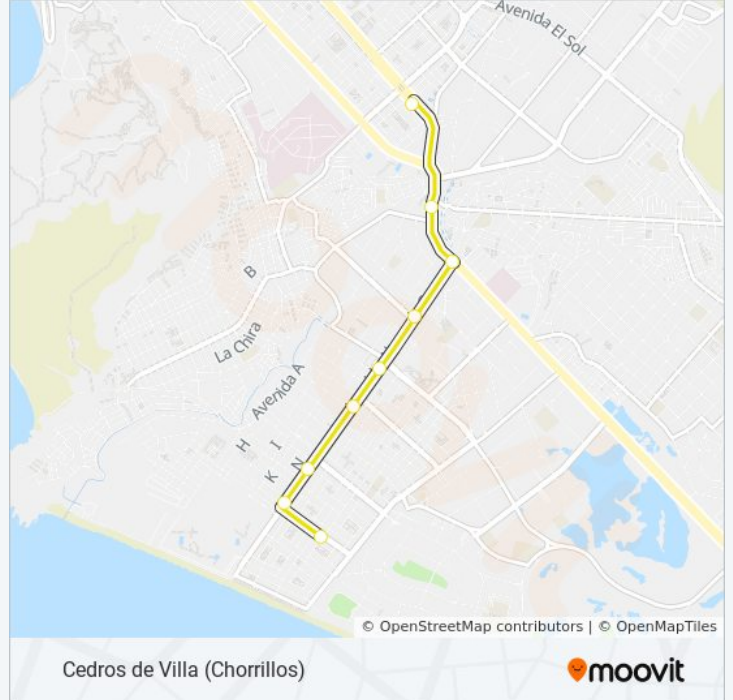 Avenida El Sol
B
La Chira
Avenida A
H
I
K
N
© OpenStreetMap contributors | © OpenMapTiles
Cedros de Villa (Chorrillos)
moovit